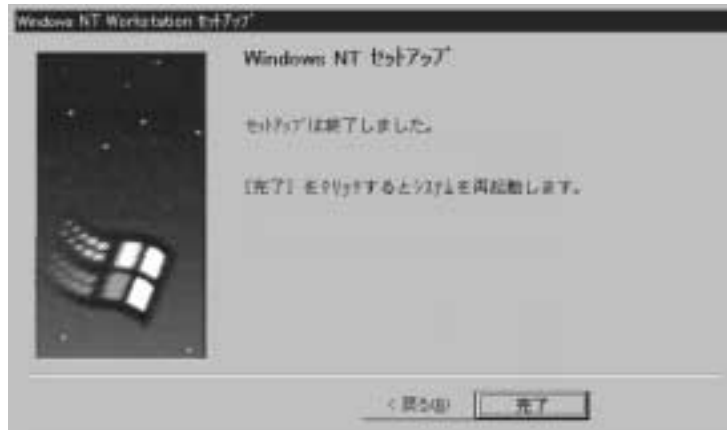 Windows NT Workstation ｾｯﾄｱｯﾌﾟ
Windows NT ｾｯﾄｱｯﾌﾟ
ｾｯﾄｱｯﾌﾟは終了しました。
[完了] をｸﾘｯｸするとｼｽﾃﾑを再起動します。
< 戻る(B)
完了